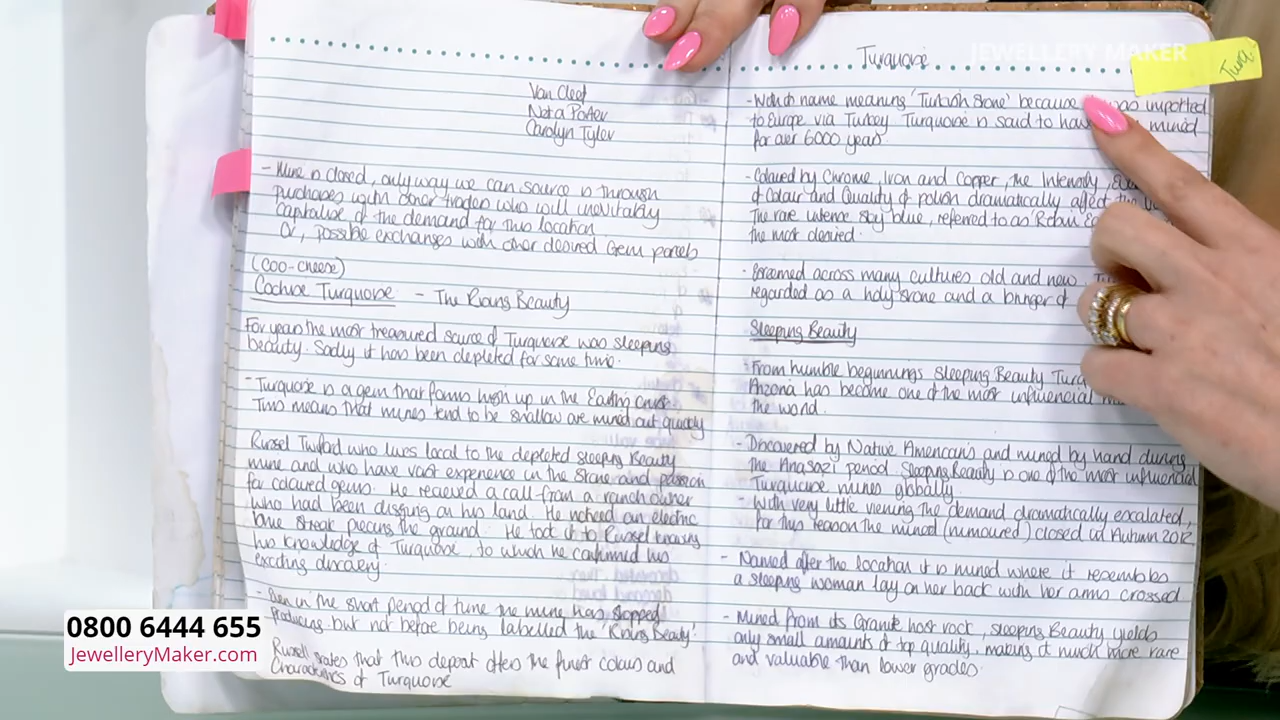 Van Cleef
Net a Porter
Carolyn Tyler
- Mine is closed, only way we can source is through
purchases with other traders who will inevitably
capitalise of the demand for this location.
Or, possible exchanges with other desired Gem parcels
(COO-cheese)
Cochise Turquoise - The Rising Beauty
For years the most treasured source of Turquoise was sleeping
beauty. Sadly it has been depleted for some time.
- Turquoise is a gem that forms high up in the Earths crust
This means that mines tend to be shallow are mined out quickly
Russel who lives local to the depleted sleeping Beauty
mine and who have vast experience in the Stone and passion
for coloured gems. He recieved a call from a ranch owner
who had been digging on his land. He noticed an electric
blue streak the ground. He took it to Russel knowing
his knowledge of Turquoise, to which he confirmed his
exciting discovery.
- Even in the short period of time the mine has stopped
Producing but not before being labelled the 'Rising Beauty'.
Russel states that this deposit offers the finest colours and
Characteristics of Turquoise
Turquoise
JEWELLERY MAKER
Turq.
- Watch name meaning 'Turkish Stone' because was imported
to Europe via Turkey Turquoise is said to have mined
for over 6000 years.
- Coloured by Chrome, Iron and Copper, the Intensity,
of Colour and Quality of polish dramatically affect the
The rare intense sky blue, referred to as 'Robin
the most desired.
- Esteemed across many cultures old and new.
regarded as a holy stone and a bringer of
Sleeping Beauty
- From humble beginnings sleeping Beauty
Arizona has become one of the most influencial
the world.
- Discovered by Native American's and mined by hand during
the Anasazi period. Sleeping Beauty is one of the most influencial
Turquoise mines globally.
- With very little viening the demand dramatically escalated,
for this reason the mined (rumoured) closed in Autumn 2012.
- Named after the location it is mined where it resembles
a sleeping woman lay on her back with her arms crossed
- Mined from its Granite host rock, sleeping Beauty yields
only small amounts of top quality, making it much more rare
and valuable than lower grades.
0800 6444 655
JewelleryMaker.com